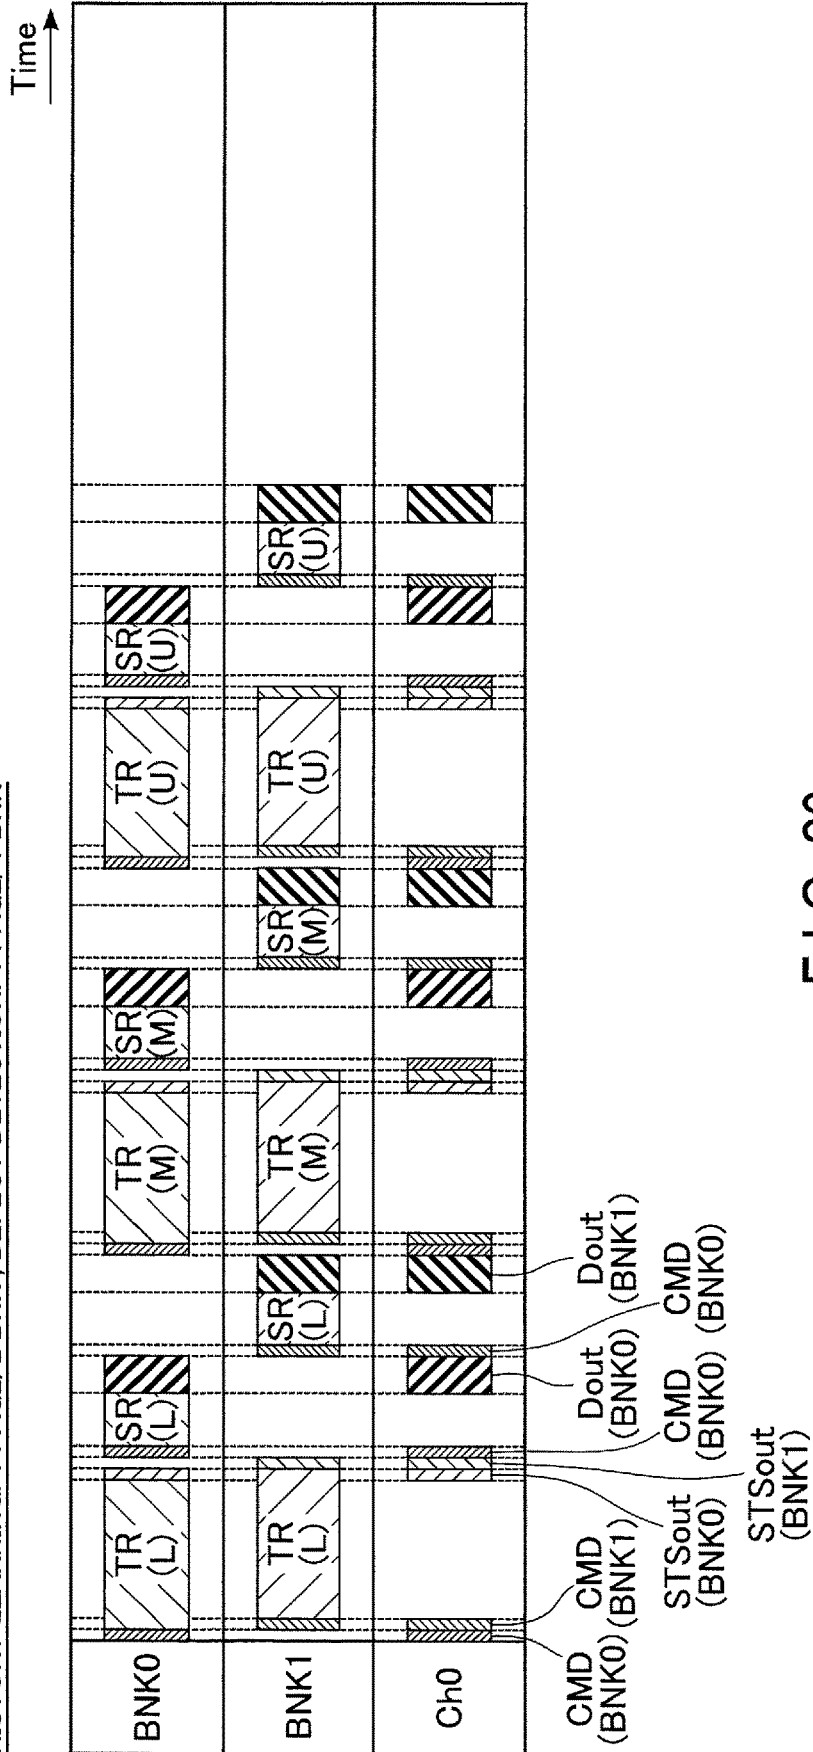 Time
BNK0
TR
(L)
SR
(L)
TR
(M)
SR
(M)
TR
(U)
SR
(U)
BNK1
TR
(L)
SR
(L)
TR
(M)
SR
(M)
TR
(U)
SR
(U)
Ch0
CMD
(BNK0)
CMD
(BNK1)
Dout
(BNK0)
Dout
(BNK1)
STSout
(BNK0)
CMD
(BNK0)
CMD
(BNK0)
STSout
(BNK1)